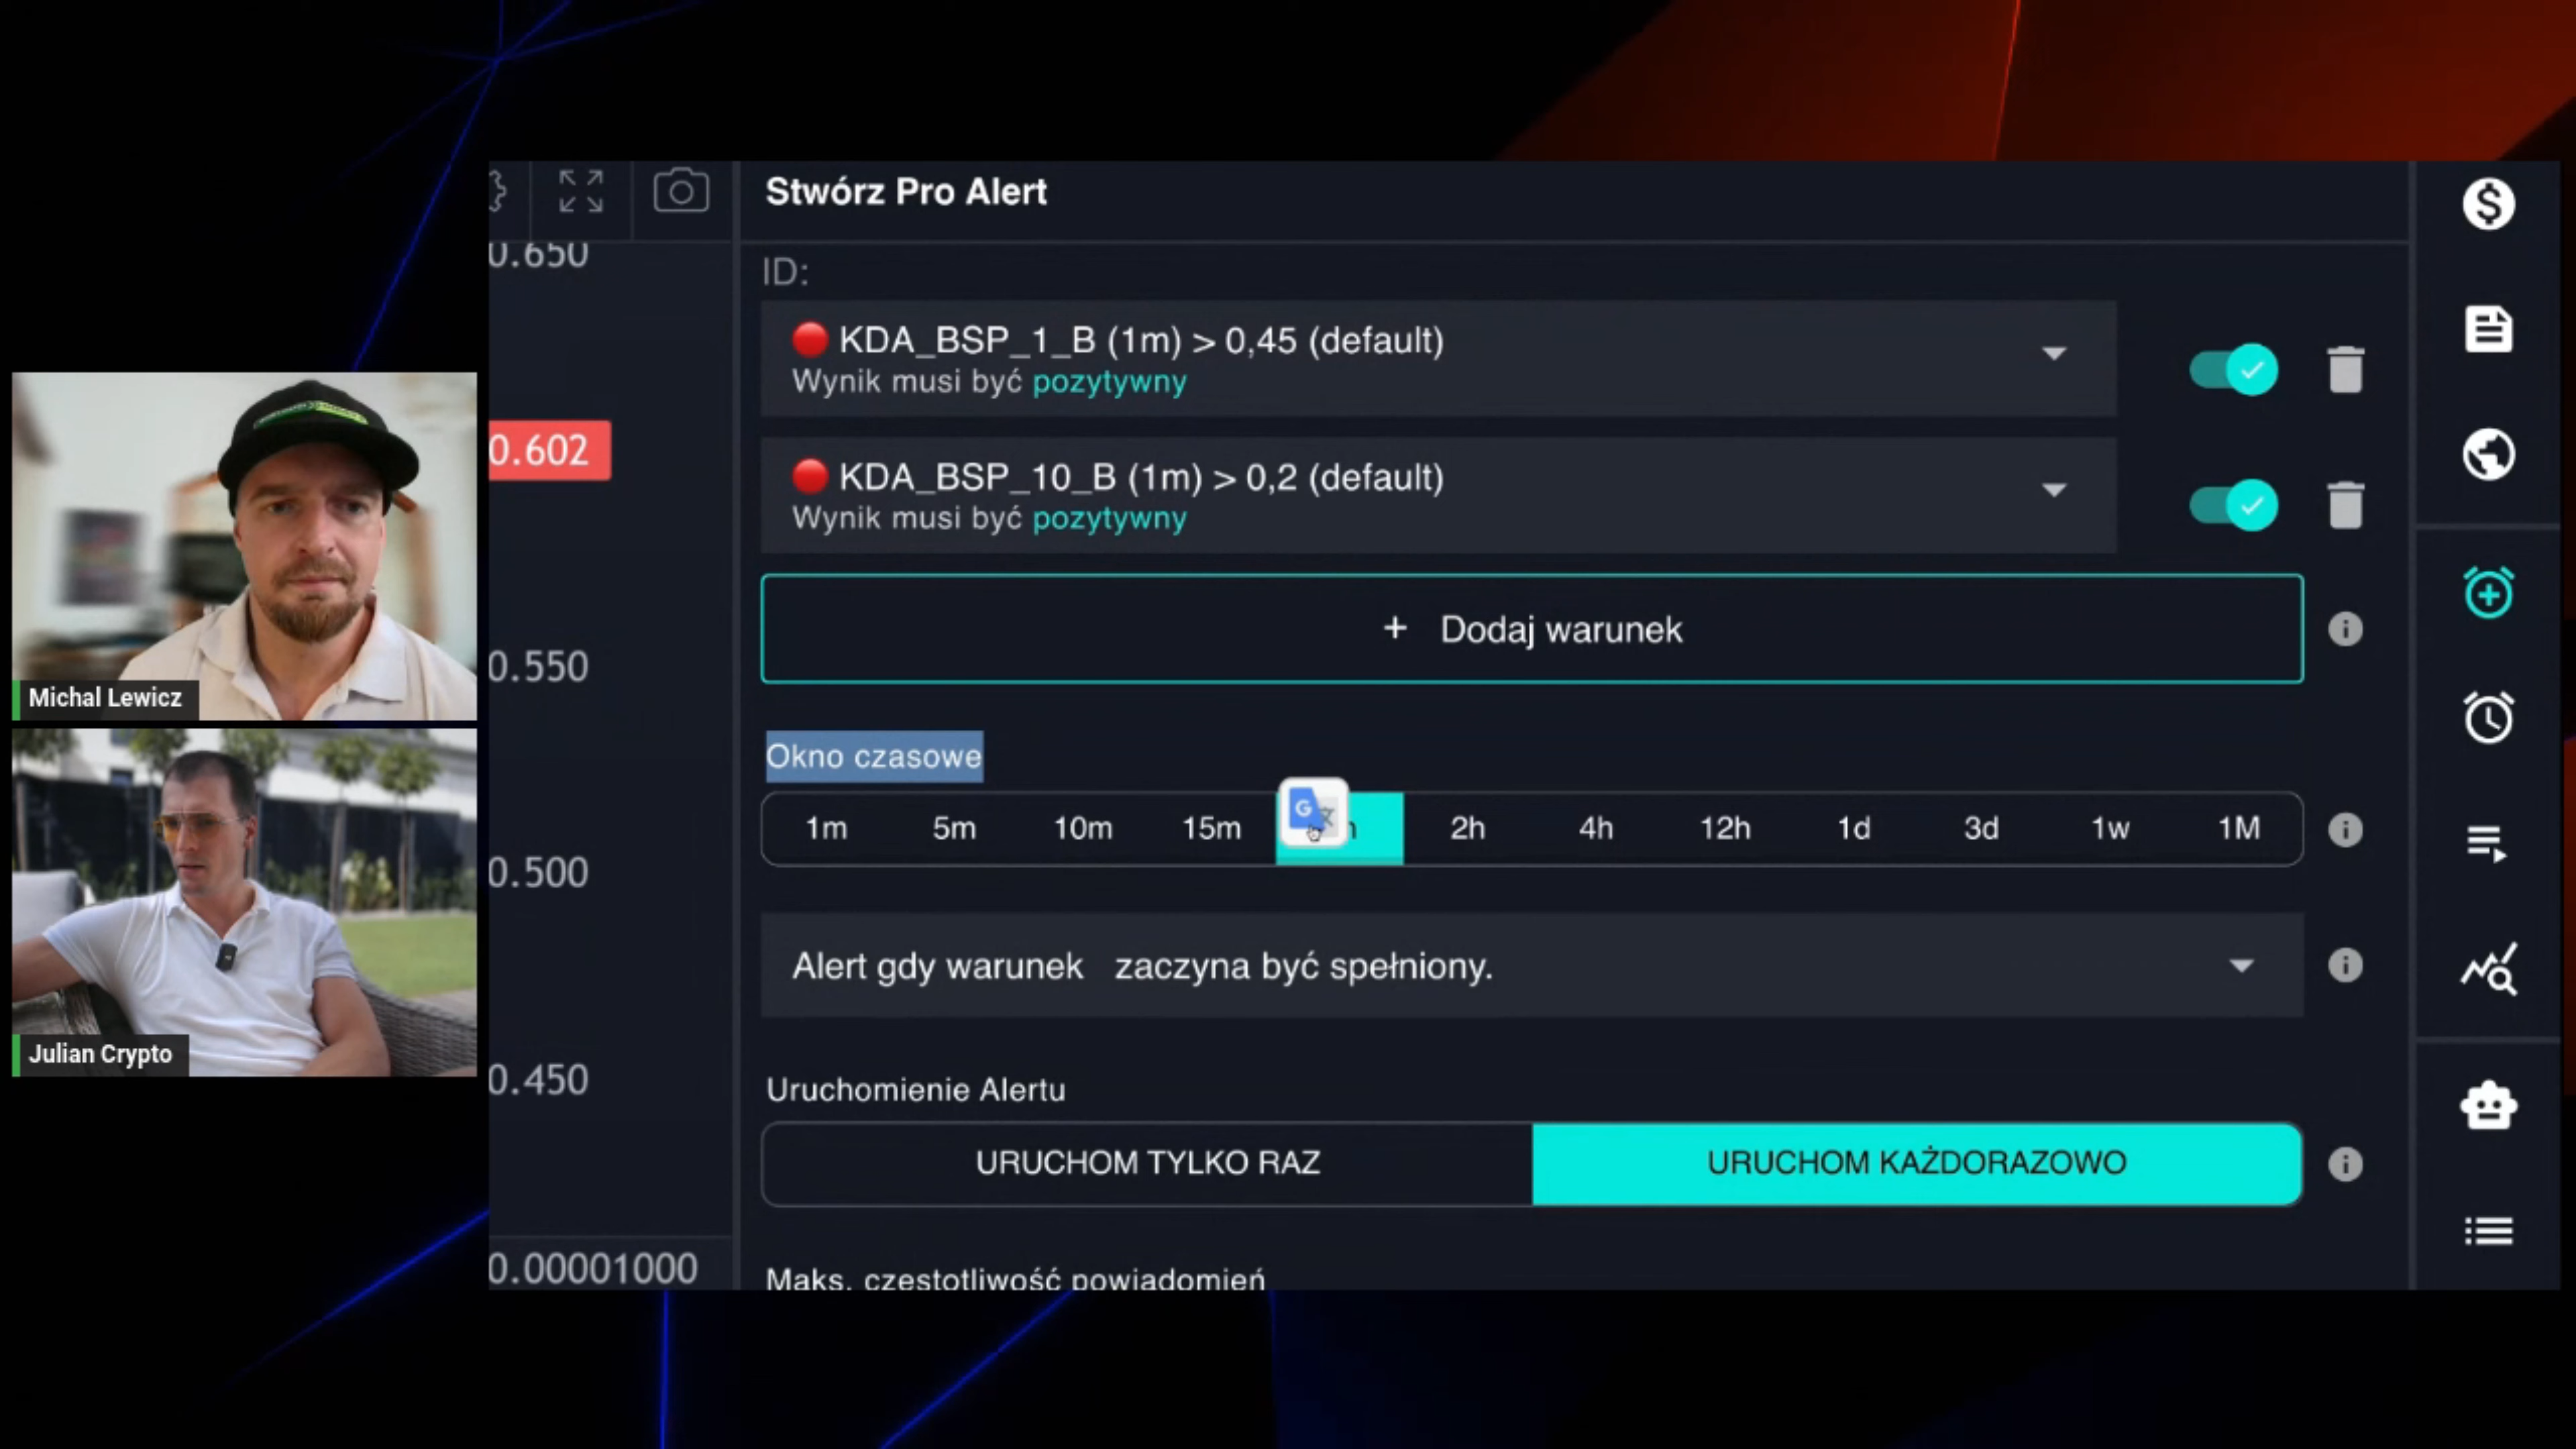 Stwórz Pro Alert
0.650
ID:
KDA_BSP_1_B (1m) > 0,45 (default)
Wynik musi być pozytywny
0.602
KDA_BSP_10_B (1m) > 0,2 (default)
Wynik musi być pozytywny
+ Dodaj warunek
0.550
Michal Lewicz
Okno czasowe
1m 5m 10m 15m 2h 4h 12h 1d 3d 1w 1M
0.500
Alert gdy warunek zaczyna być spełniony.
Julian Crypto
0.450
Uruchomienie Alertu
URUCHOM TYLKO RAZ
URUCHOM KAŻDORAZOWO
0.00001000
Maks. częstotliwość powiadomień